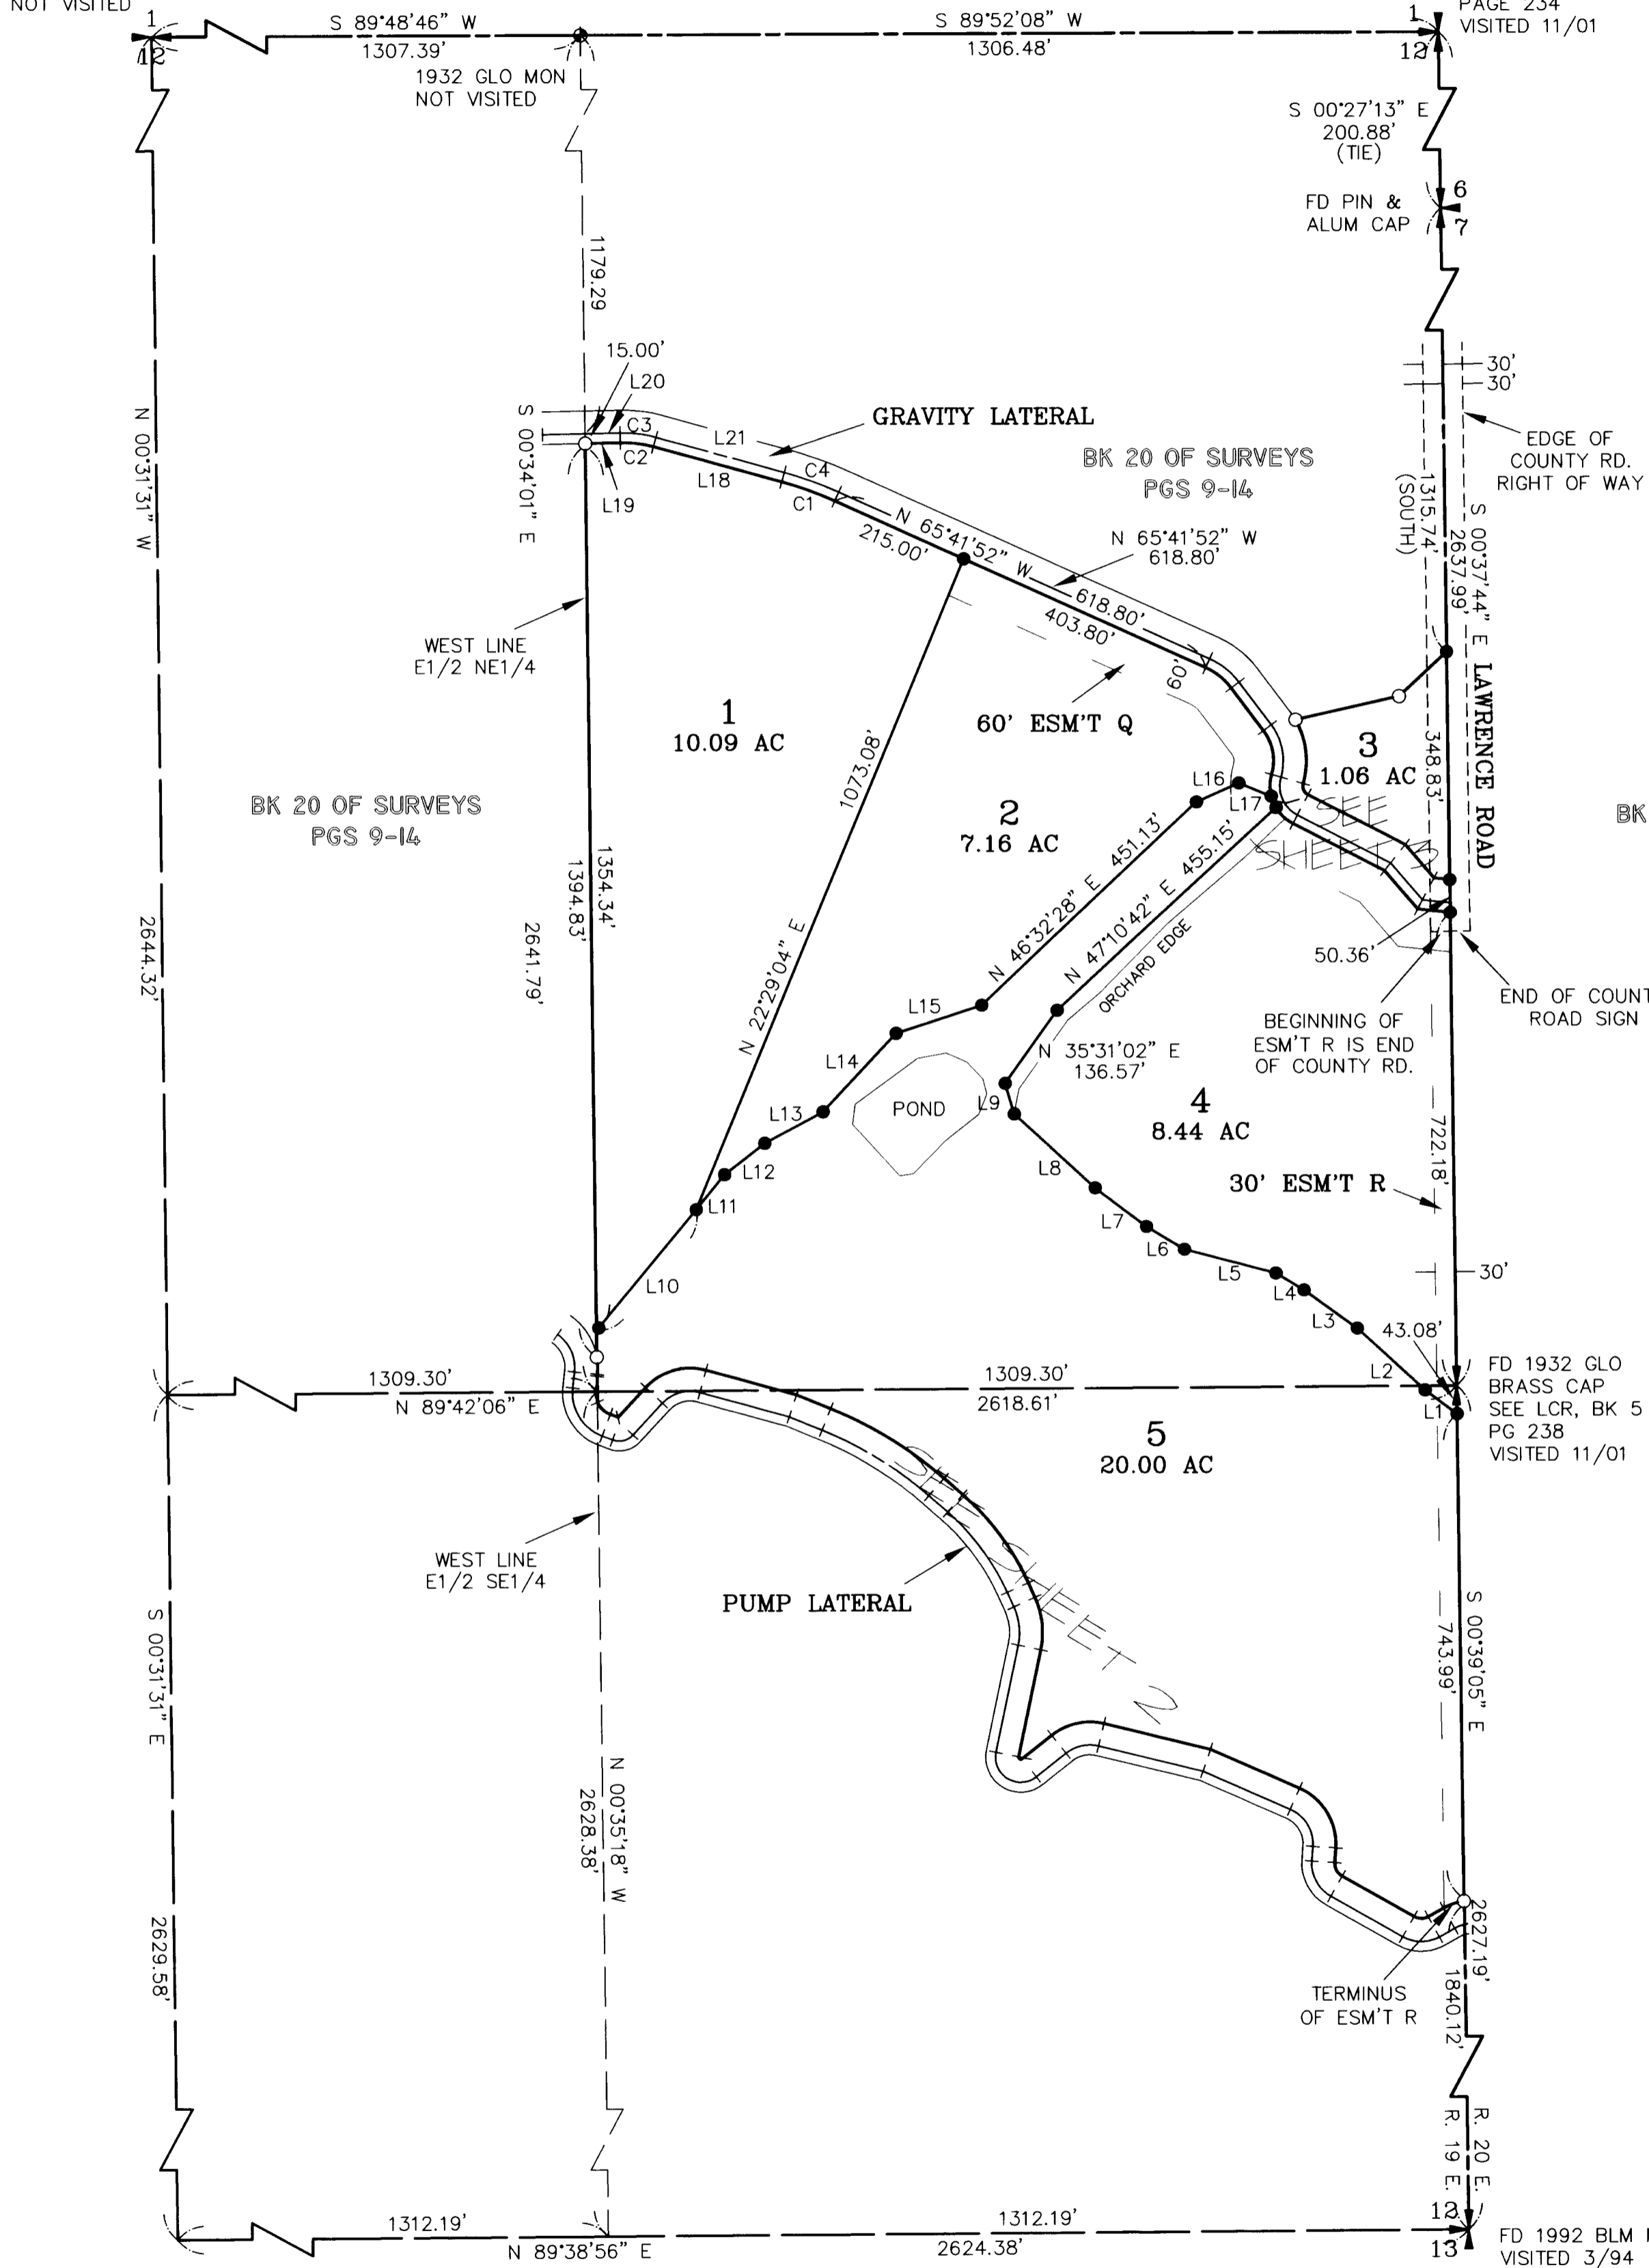 NOT VISITED
PAGE 234
VISITED 11/01
1
12
S 89°48'46" W
1307.39'
S 89°52'08" W
1306.48'
1
12
1932 GLO MON
NOT VISITED
S 00°27'13" E
200.88'
(TIE)
FD PIN &
ALUM CAP
6
7
1179.29
15.00'
L20
C3
C2
L19
L21
L18
C4
C1
S 00°34'01" E
GRAVITY LATERAL
BK 20 OF SURVEYS
PGS 9-14
30'
30'
EDGE OF
COUNTY RD.
RIGHT OF WAY
N 00°31'31" W
2644.32'
215.00'
N 65°41'52" W
618.80'
403.80'
N 65°41'52" W
618.80'
60'
1315.74'
(SOUTH)
S 00°37'44" E
2637.99'
LAWRENCE ROAD
WEST LINE
E1/2 NE1/4
1
10.09 AC
60' ESM'T Q
3
1.06 AC
348.83'
SEE
SHEET 3
BK 20 OF SURVEYS
PGS 9-14
BK
1073.08'
N 22°29'04" E
2
7.16 AC
L16
L17
N 46°32'28" E 451.13'
N 47°10'42" E 455.15'
ORCHARD EDGE
1354.34'
1394.83'
2641.79'
50.36'
END OF COUNT
ROAD SIGN
BEGINNING OF
ESM'T R IS END
OF COUNTY RD.
L15
L14
L13
L12
L11
L10
POND
N 35°31'02" E
136.57'
L9
L8
L7
L6
L5
L4
L3
L2
L1
4
8.44 AC
722.18'
30' ESM'T R
30'
43.08'
FD 1932 GLO
BRASS CAP
SEE LCR, BK 5
PG 238
VISITED 11/01
1309.30'
N 89°42'06" E
1309.30'
2618.61'
5
20.00 AC
SEE SHEET 2
WEST LINE
E1/2 SE1/4
PUMP LATERAL
S 00°31'31" E
2629.58'
N 00°35'18" W
2628.38'
743.99'
S 00°39'05" E
2627.19'
1840.12'
TERMINUS
OF ESM'T R
R. 19 E.
R. 20 E.
1312.19'
N 89°38'56" E
1312.19'
2624.38'
12
13
FD 1992 BLM
VISITED 3/94